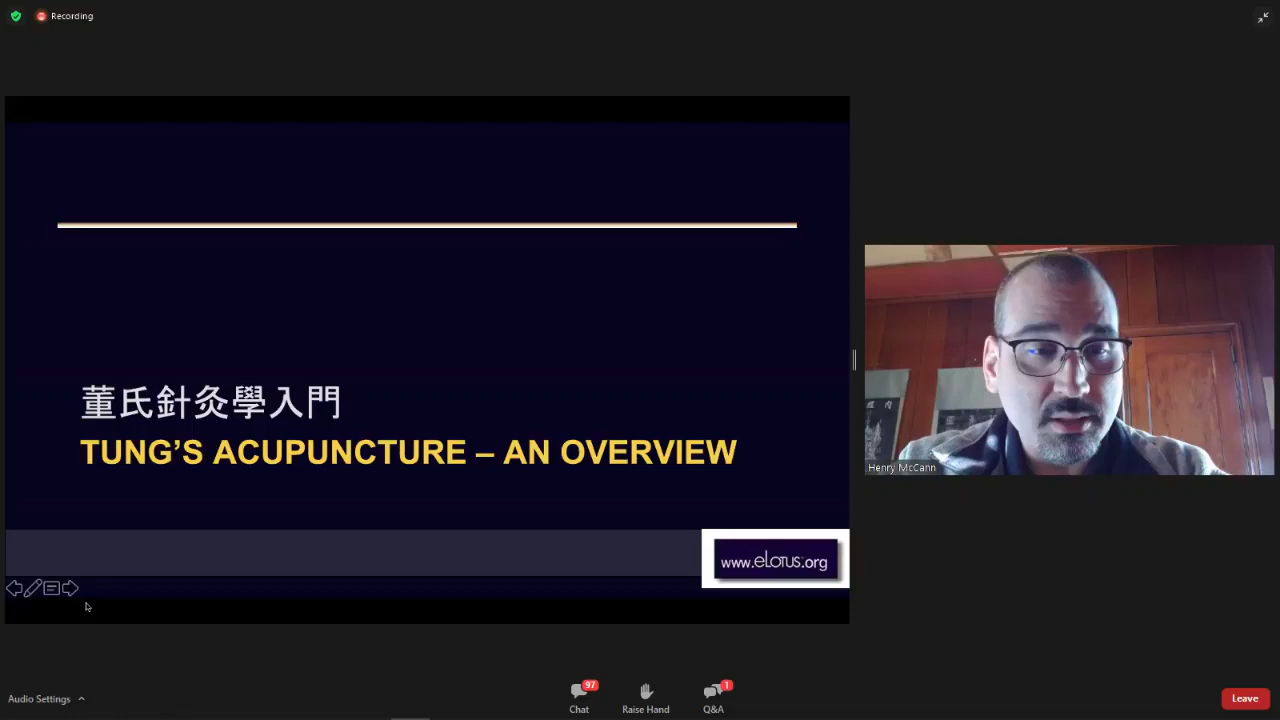 Recording
董氏針灸學入門
TUNG'S ACUPUNCTURE – AN OVERVIEW
www.eLOTUS.org
Henry McCann
Audio Settings
97
Chat
Raise Hand
1
Q&A
Leave